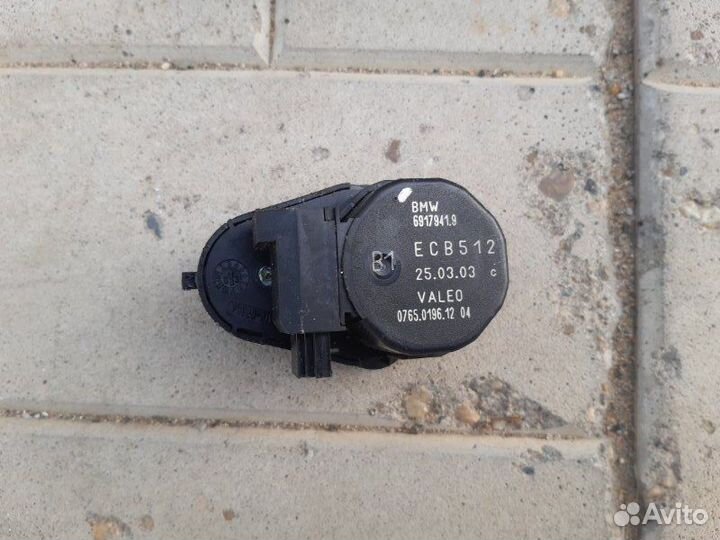 BMW
6917941.9
B1
ECB512
25.03.03 c
VALEO
0765.0196.12 04
Avito